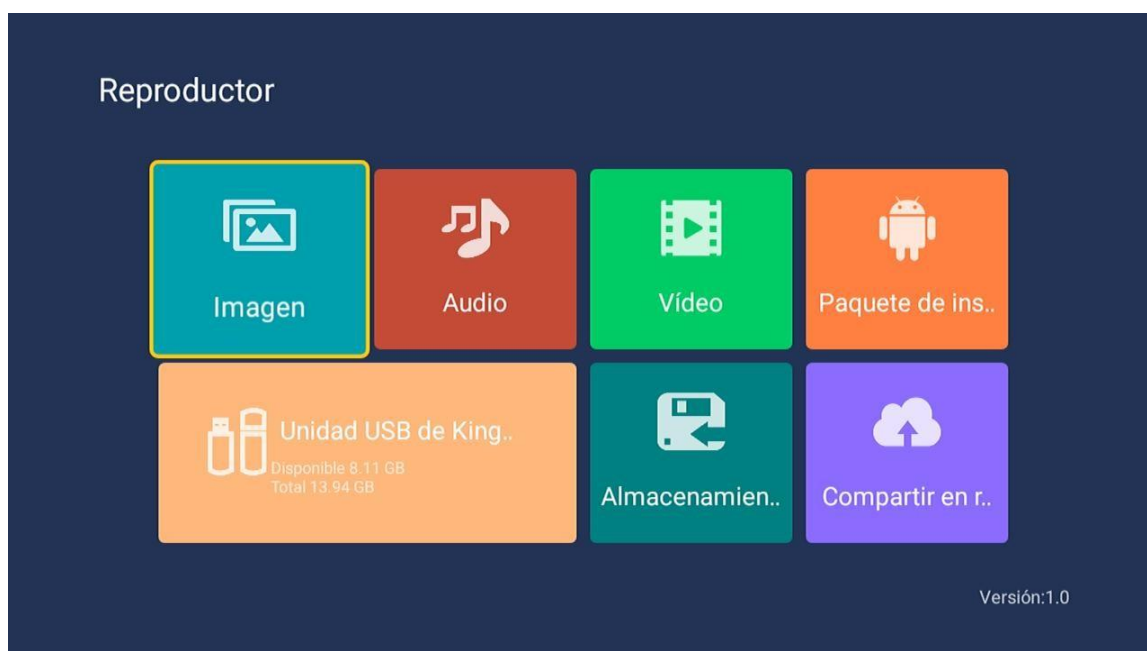 Reproductor
Imagen
Audio
Vídeo
Paquete de ins..
Unidad USB de King..
Disponible 8.11 GB
Total 13.94 GB
Almacenamien..
Compartir en r..
Versión:1.0